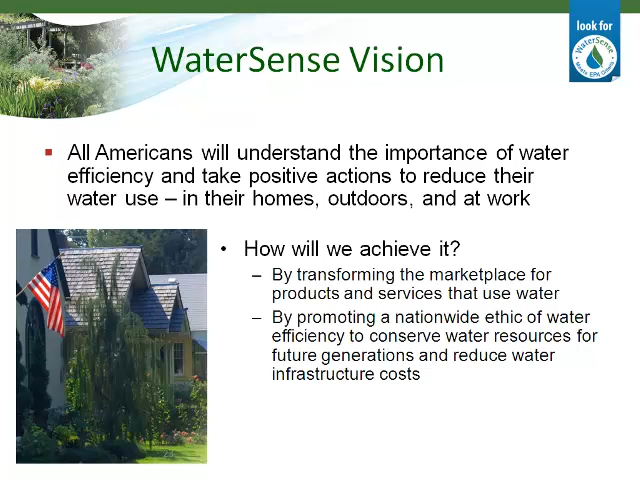 look for
WaterSense
Meets EPA Criteria
WaterSense Vision
▪ All Americans will understand the importance of water
efficiency and take positive actions to reduce their
water use – in their homes, outdoors, and at work
• How will we achieve it?
– By transforming the marketplace for
products and services that use water
– By promoting a nationwide ethic of water
efficiency to conserve water resources for
future generations and reduce water
infrastructure costs